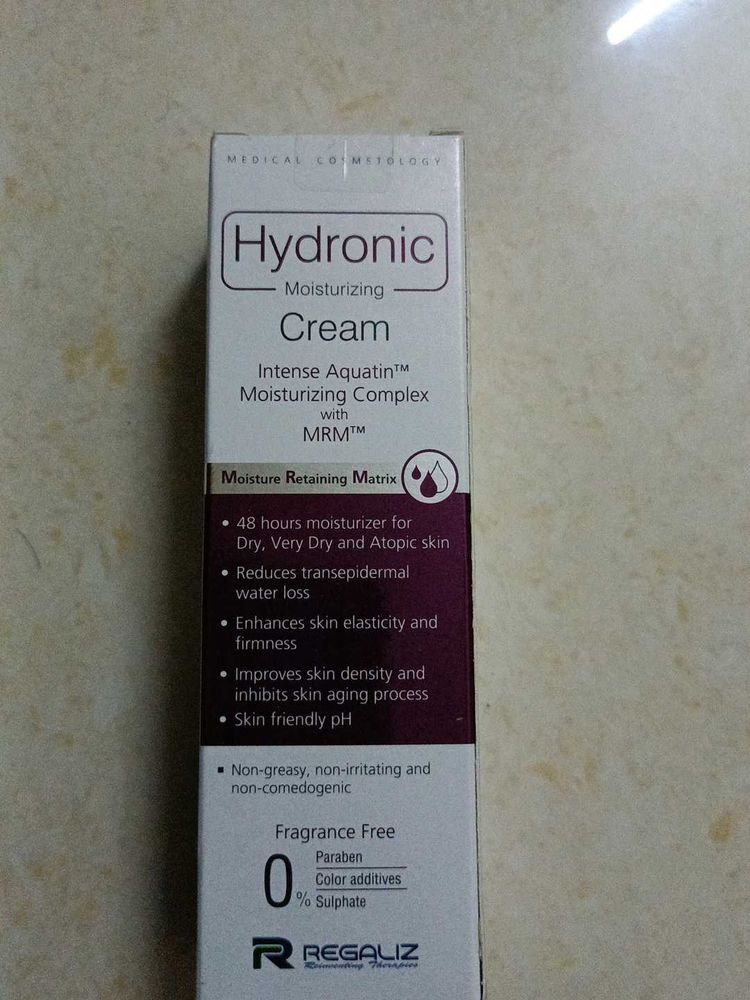 MEDICAL COSMETOLOGY
Hydronic
Moisturizing
Cream
Intense Aquatin™
Moisturizing Complex
with
MRM™
Moisture Retaining Matrix
• 48 hours moisturizer for
Dry, Very Dry and Atopic skin
• Reduces transepidermal
water loss
• Enhances skin elasticity and
firmness
• Improves skin density and
inhibits skin aging process
• Skin friendly pH
▪ Non-greasy, non-irritating and
non-comedogenic
Fragrance Free
0%
Paraben
Color additives
Sulphate
REGALIZ
Reinventing Therapies